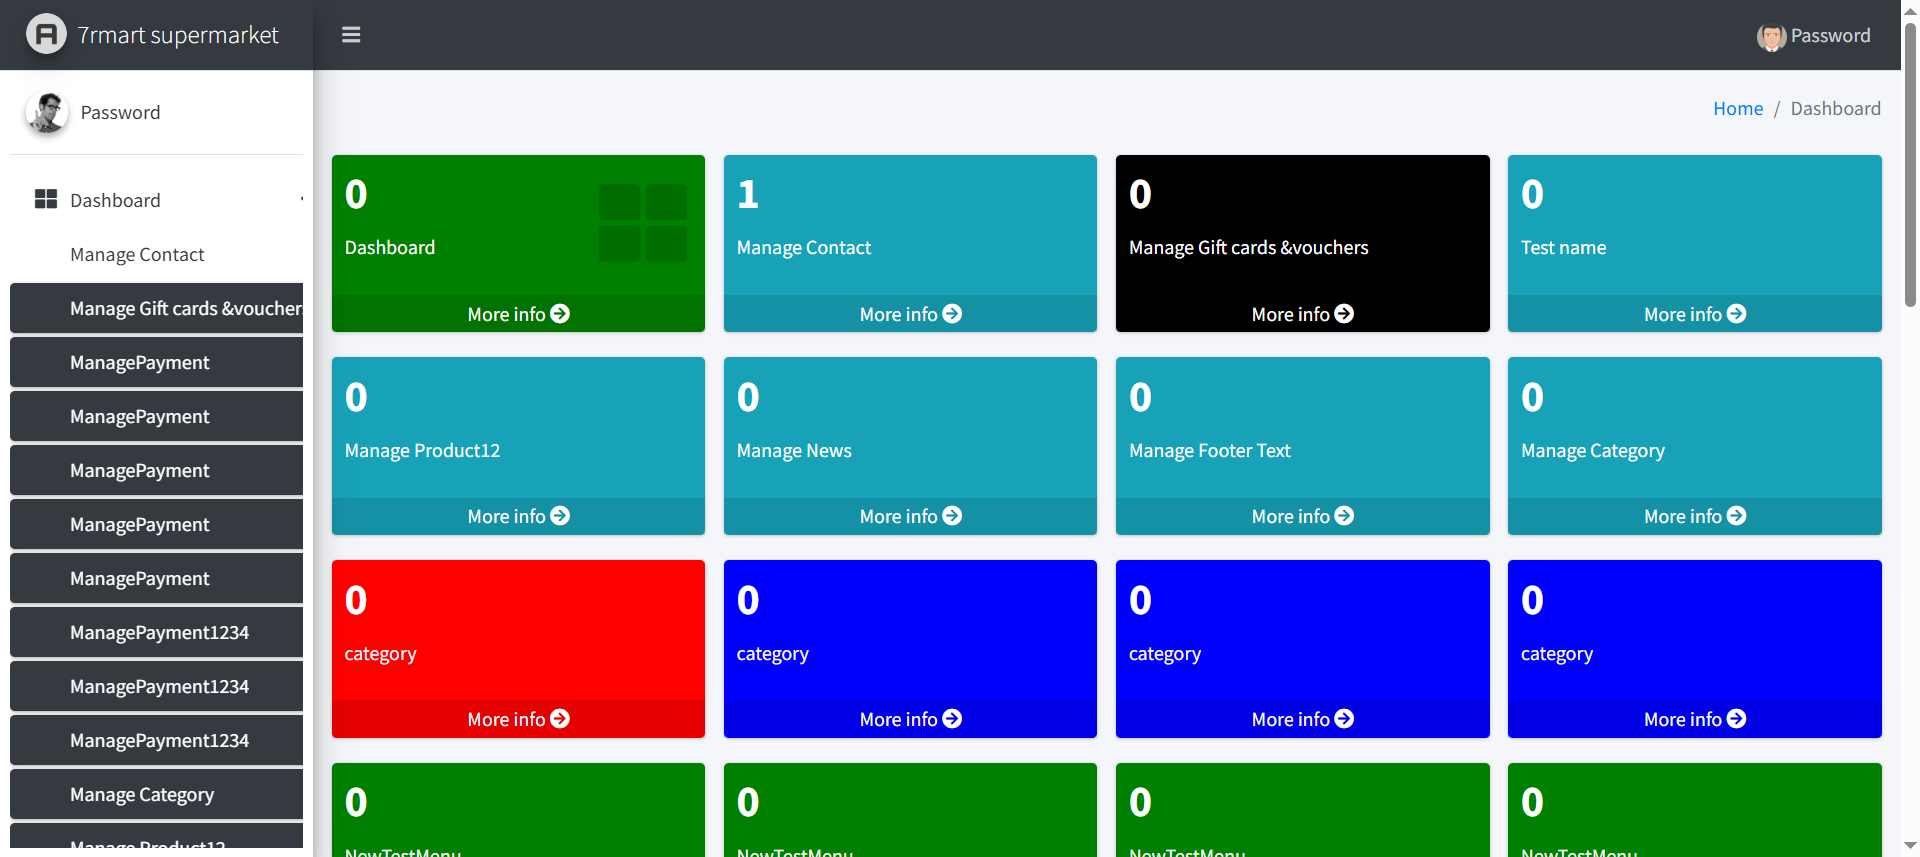 7rmart supermarket
Password
Password
Home / Dashboard
Dashboard
Manage Contact
Manage Gift cards &voucher
ManagePayment
ManagePayment
ManagePayment
ManagePayment
ManagePayment
ManagePayment1234
ManagePayment1234
ManagePayment1234
Manage Category
Manage Product12
0
Dashboard
More info
1
Manage Contact
More info
0
Manage Gift cards &vouchers
More info
0
Test name
More info
0
Manage Product12
More info
0
Manage News
More info
0
Manage Footer Text
More info
0
Manage Category
More info
0
category
More info
0
category
More info
0
category
More info
0
category
More info
0
NewTestMenu
0
NewTestMenu
0
NewTestMenu
0
NewTestMenu